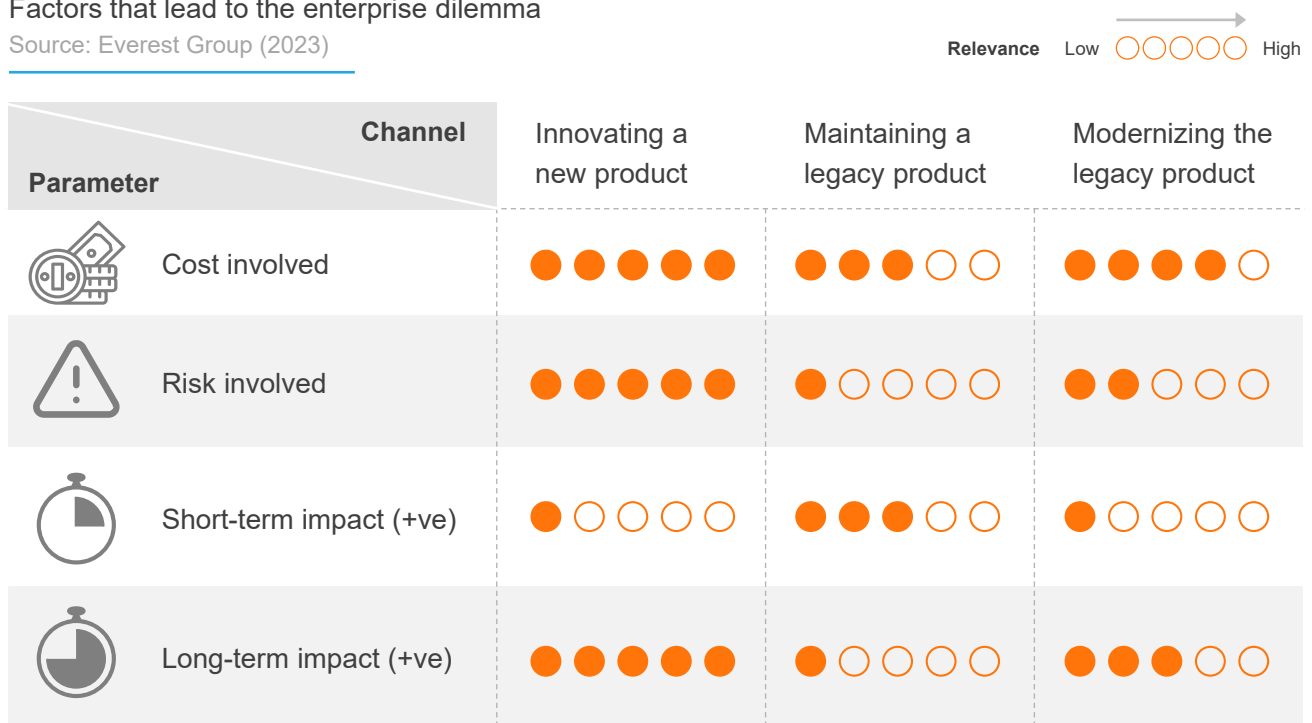 Factors that lead to the enterprise dilemma
Source: Everest Group (2023)
Relevance Low High
Channel
Parameter
Innovating a
new product
Maintaining a
legacy product
Modernizing the
legacy product
Cost involved
Risk involved
Short-term impact (+ve)
Long-term impact (+ve)